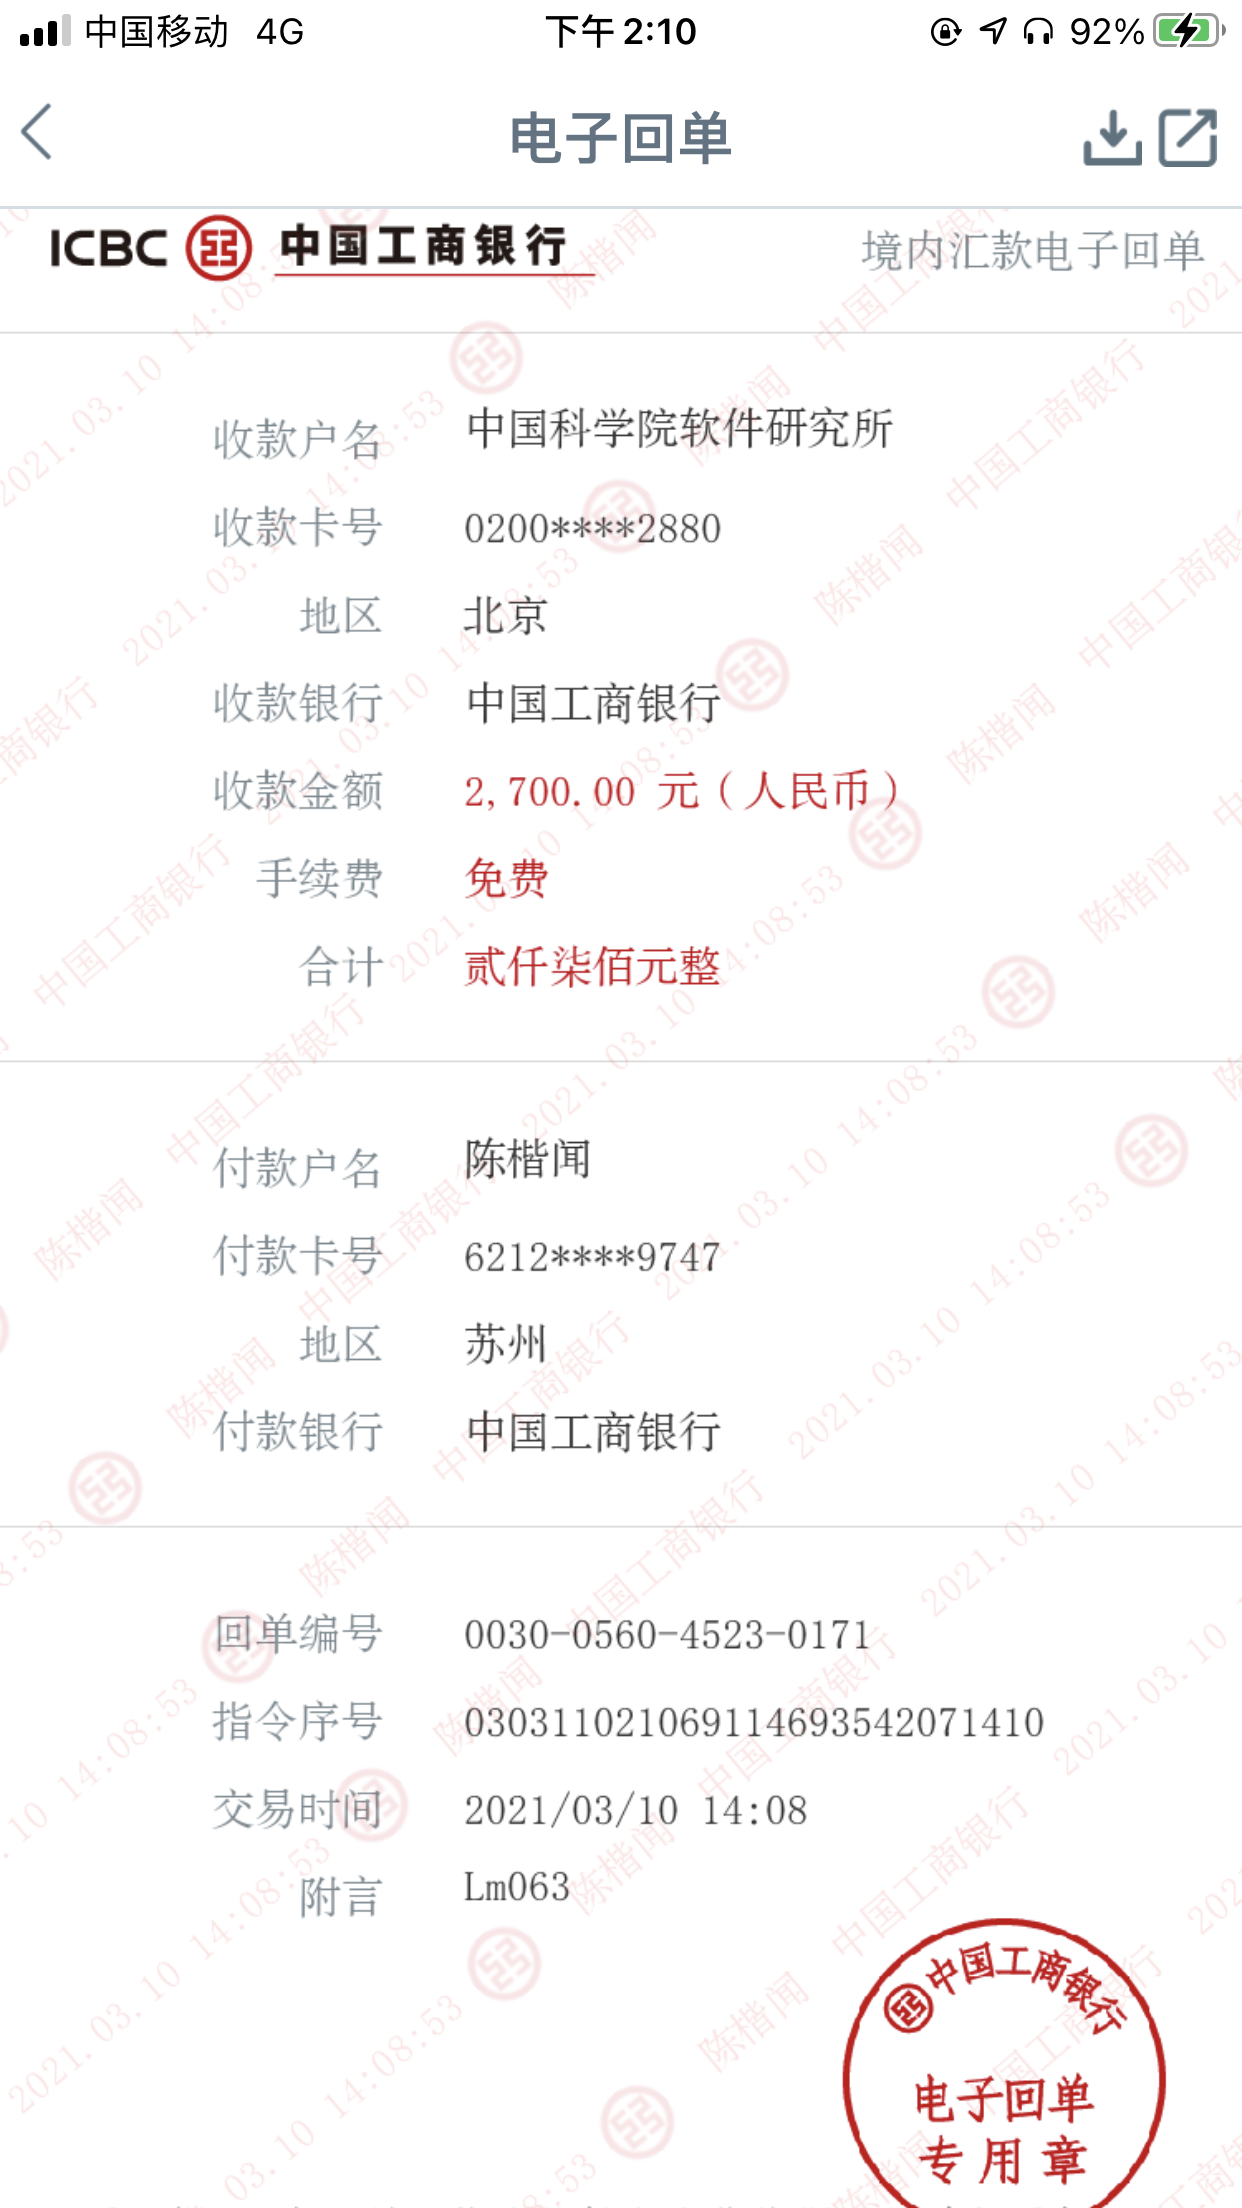 中国移动 4G 下午2:10 92%
电子回单
ICBC 中国工商银行 境内汇款电子回单
收款户名 中国科学院软件研究所
收款卡号 0200****2880
地区 北京
收款银行 中国工商银行
收款金额 2,700.00 元（人民币）
手续费 免费
合计 贰仟柒佰元整
付款户名 陈楷闻
付款卡号 6212****9747
地区 苏州
付款银行 中国工商银行
回单编号 0030-0560-4523-0171
指令序号 030311021069114693542071410
交易时间 2021/03/10 14:08
附言 Lm063
中国工商银行
电子回单
专用章
中国工商银行 陈楷闻 2021.03.10 14:08:53